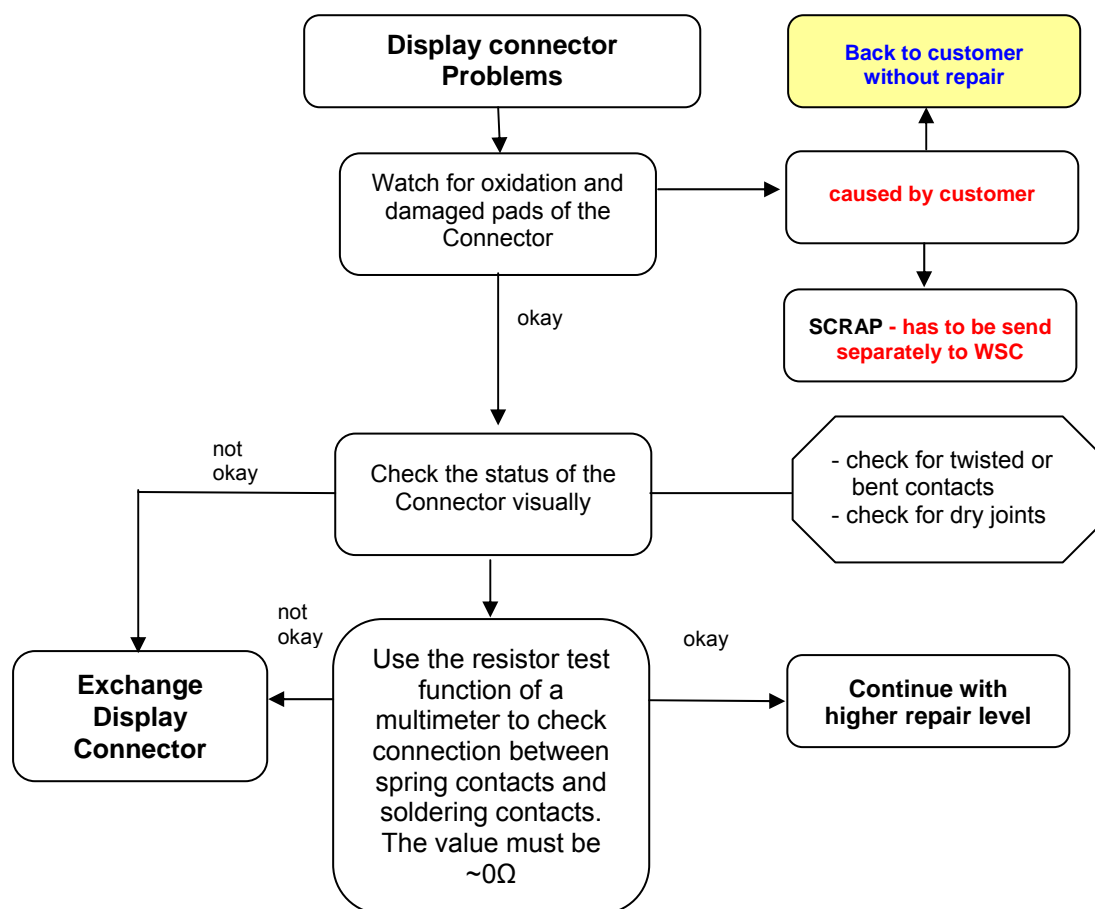 Display connector
Problems
Back to customer
without repair
Watch for oxidation and
damaged pads of the
Connector
caused by customer
okay
SCRAP - has to be send
separately to WSC
not
okay
Check the status of the
Connector visually
- check for twisted or
bent contacts
- check for dry joints
not
okay
okay
Exchange
Display
Connector
Use the resistor test
function of a
multimeter to check
connection between
spring contacts and
soldering contacts.
The value must be
~0Ω
Continue with
higher repair level